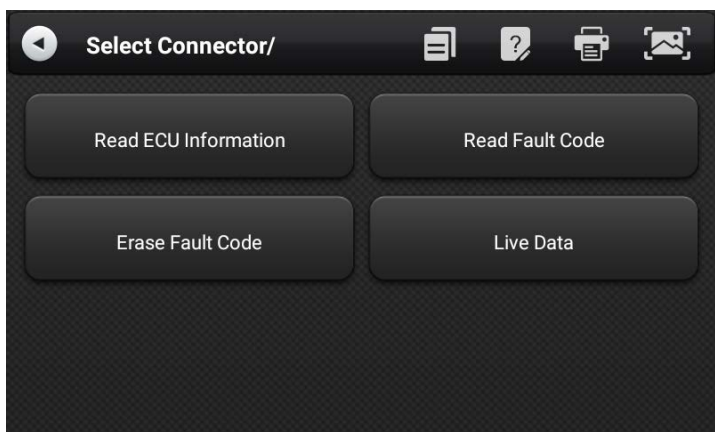 Select Connector/
Read ECU Information
Read Fault Code
Erase Fault Code
Live Data